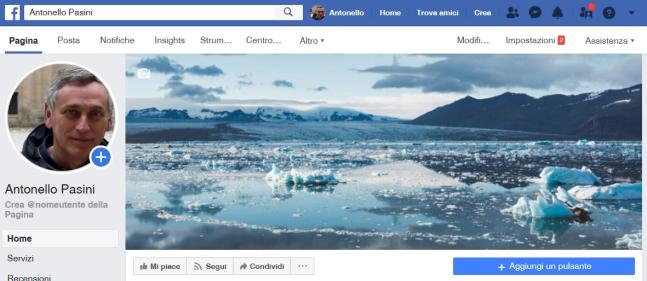 Antonello Pasini
Antonello Home Trova amici Crea
Pagina Posta Notifiche Insights Strum... Centro... Altro Modifi... Impostazioni 2 Assistenza
Antonello Pasini
Crea @nomeutente della
Pagina
Home
Servizi
Recensioni
Mi piace Segui Condividi ...
+ Aggiungi un pulsante